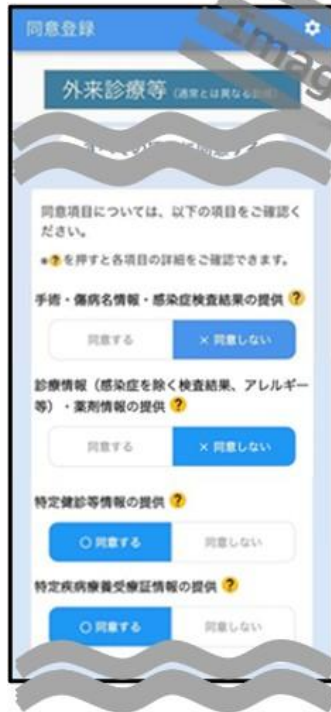 同意登録
Imag
外来診療等 (通常とは異なる
同意項目については、以下の項目をご確認く
ださい。
※?を押すと各項目の詳細をご確認できます。
手術・傷病名情報・感染症検査結果の提供 ?
同意する × 同意しない
診療情報（感染症を除く検査結果、アレルギー
等）・薬剤情報の提供 ?
同意する × 同意しない
特定健診等情報の提供 ?
○ 同意する 同意しない
特定疾病療養受療証情報の提供 ?
○ 同意する 同意しない